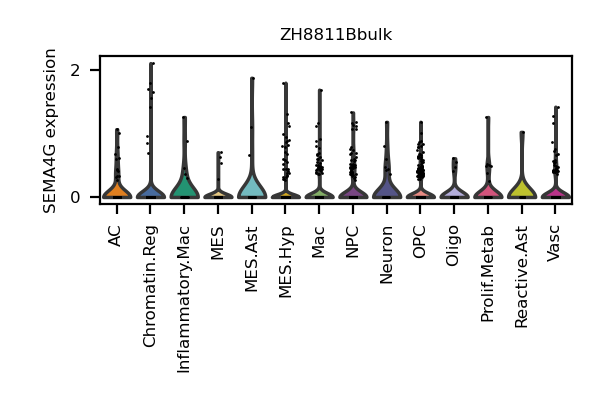 ZH8811Bbulk
SEMA4G expression
2
0
AC
Chromatin.Reg
Inflammatory.Mac
MES
MES.Ast
MES.Hyp
Mac
NPC
Neuron
OPC
Oligo
Prolif.Metab
Reactive.Ast
Vasc